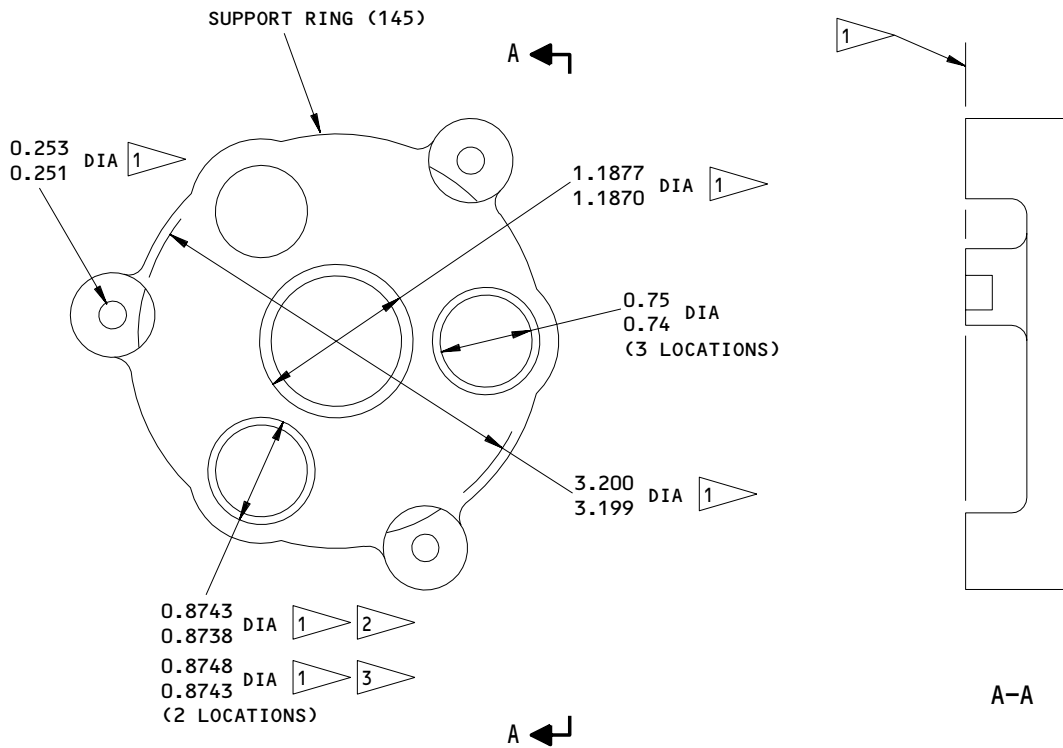 SUPPORT RING (145)
A
1
0.253
0.251 DIA 1
1.1877
1.1870 DIA 1
0.75
0.74 DIA
(3 LOCATIONS)
3.200
3.199 DIA 1
0.8743
0.8738 DIA 1 2
0.8748
0.8743 DIA 1 3
(2 LOCATIONS)
A
A-A